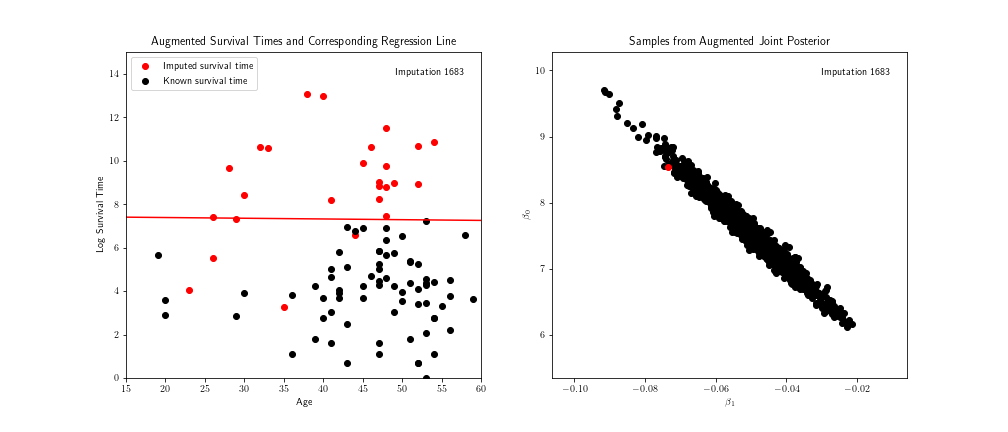 Augmented Survival Times and Corresponding Regression Line
Imputed survival time
Known survival time
Imputation 1683
Log Survival Time
14
12
10
8
6
4
2
0
15
20
25
30
35
40
45
50
55
60
Age
Samples from Augmented Joint Posterior
Imputation 1683
β₀
10
9
8
7
6
−0.10
−0.08
−0.06
−0.04
−0.02
β₁